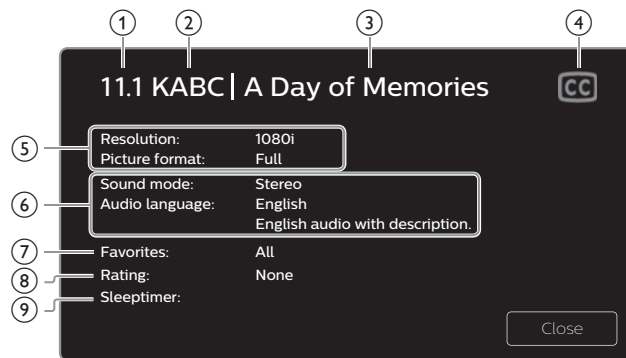 1 2 3 4
11.1 KABC | A Day of Memories CC
5 Resolution: 1080i
Picture format: Full
6 Sound mode: Stereo
Audio language: English
English audio with description.
7 Favorites: All
8 Rating: None
9 Sleeptimer:
Close